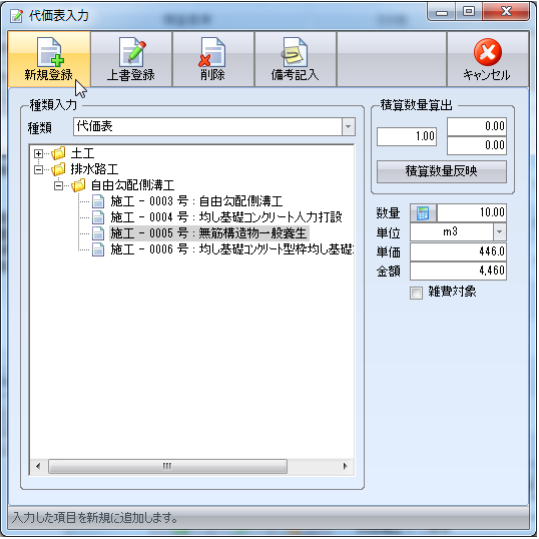 代価表入力
新規登録
上書登録
削除
備考記入
キャンセル
種類入力
種類
代価表
土工
排水路工
自由勾配側溝工
施工 - 0003 号 : 自由勾配側溝工
施工 - 0004 号 : 均し基礎コンクリート人力打設
施工 - 0005 号 : 無筋構造物一般養生
施工 - 0006 号 : 均し基礎コンクリート型枠均し基礎
積算数量算出
1.00
0.00
0.00
積算数量反映
数量 10.00
単位 m3
単価 446.0
金額 4,460
雑費対象
入力した項目を新規に追加します。